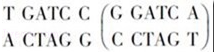 T GATC C (G GATC A)
A CTAG G (C CTAG T)